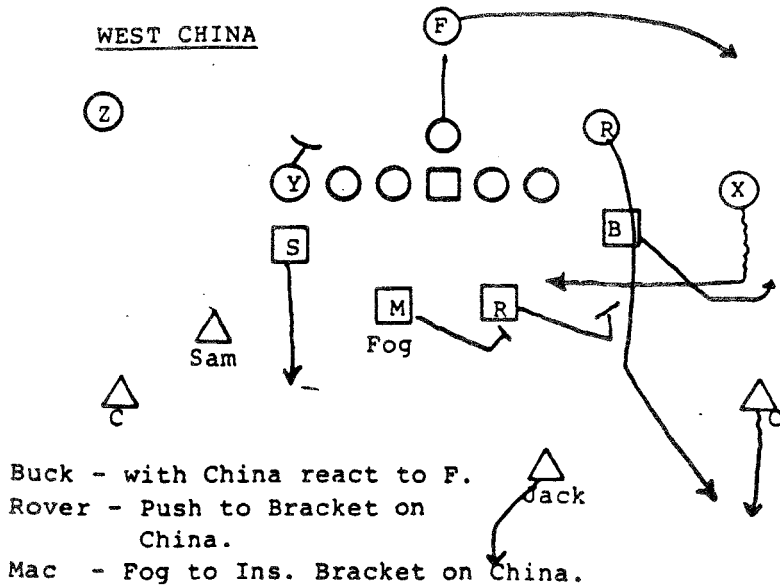 WEST CHINA
F
Z
R
Y
X
S
B
M
R
Fog
Sam
C
C
Jack
Buck - with China react to F.
Rover - Push to Bracket on
China.
Mac - Fog to Ins. Bracket on China.